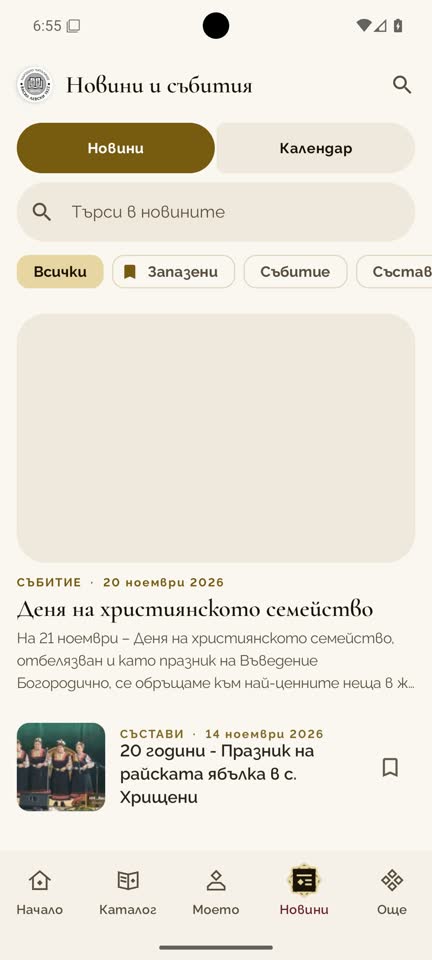 6:55
Новини и събития
Новини
Календар
Търси в новините
Всички
Запазени
Събитие
Състав
СЪБИТИЕ · 20 ноември 2026
Деня на християнското семейство
На 21 ноември – Деня на християнското семейство,
отбелязван и като празник на Въведение
Богородично, се обръщаме към най-ценните неща в ж…
СЪСТАВИ · 14 ноември 2026
20 години - Празник на
райската ябълка в с.
Хрищени
Начало
Каталог
Моето
Новини
Още